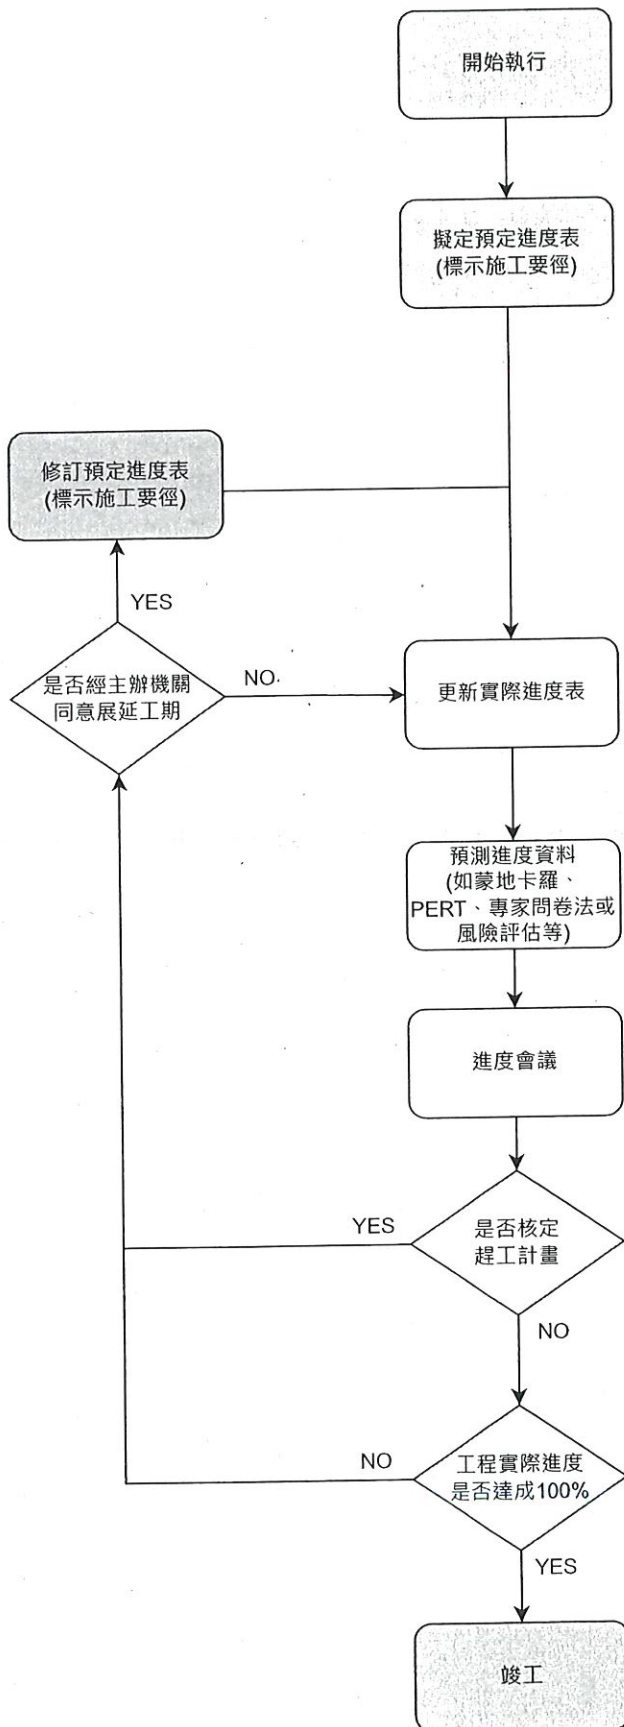 開始執行
擬定預定進度表
(標示施工要徑)
修訂預定進度表
(標示施工要徑)
YES
是否經主辦機關
同意展延工期
NO
更新實際進度表
預測進度資料
(如蒙地卡羅、
PERT、專家問卷法或
風險評估等)
進度會議
是否核定
趕工計畫
YES
NO
工程實際進度
是否達成100%
NO
YES
竣工